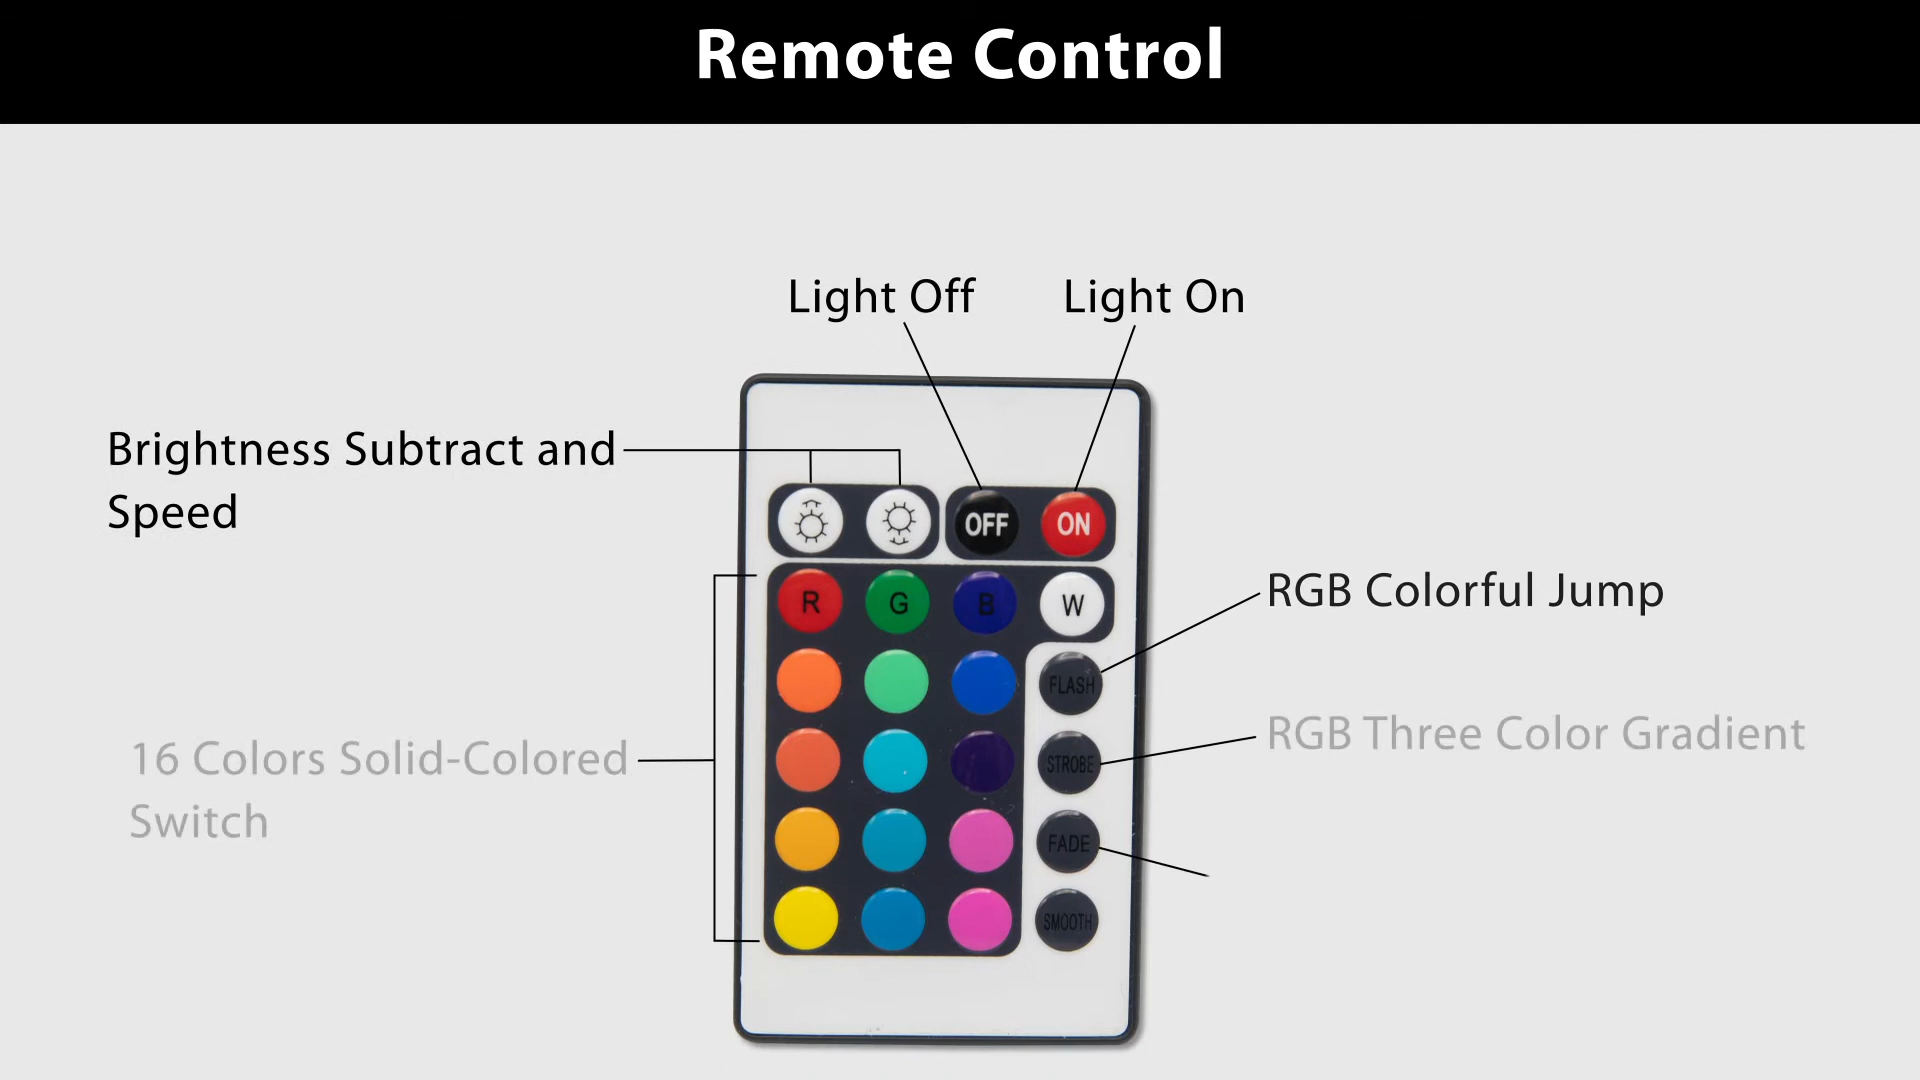 Remote Control
Light Off
Light On
Brightness Subtract and
Speed
OFF
ON
R
G
B
W
RGB Colorful Jump
FLASH
RGB Three Color Gradient
STROBE
16 Colors Solid-Colored
Switch
FADE
SMOOTH